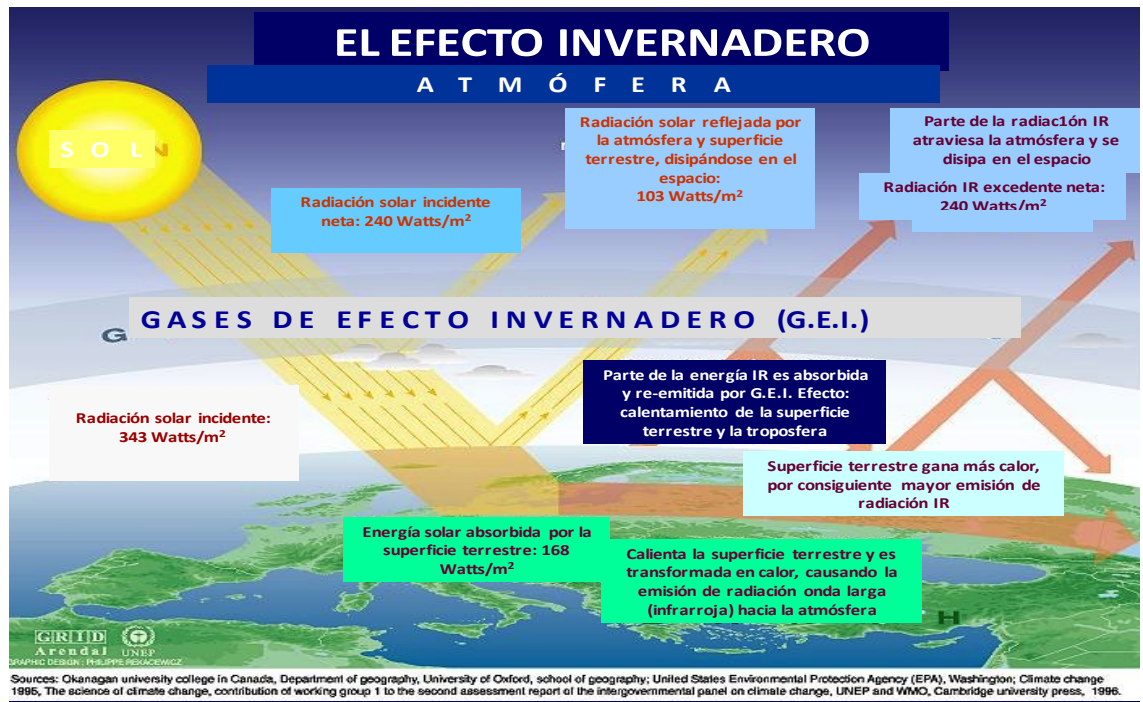 EL EFECTO INVERNADERO
A T M Ó F E R A
S O L N
Radiación solar reflejada por
la atmósfera y superficie
terrestre, disipándose en el
espacio:
103 Watts/m²
Parte de la radiac1ón IR
atraviesa la atmósfera y se
disipa en el espacio
Radiación IR excedente neta:
240 Watts/m²
Radiación solar incidente
neta: 240 Watts/m²
GASES DE EFECTO INVERNADERO (G.E.I.)
G
Parte de la energía IR es absorbida
y re-emitida por G.E.I. Efecto:
calentamiento de la superficie
terrestre y la troposfera
Radiación solar incidente:
343 Watts/m²
Superficie terrestre gana más calor,
por consiguiente mayor emisión de
radiación IR
Energía solar absorbida por la
superficie terrestre: 168
Watts/m²
Calienta la superficie terrestre y es
transformada en calor, causando la
emisión de radiación onda larga
(infrarroja) hacia la atmósfera
H
GRID
Arendal UNEP
GRAPHIC DESIGN : PHILIPPE REKACEWICZ
Sources: Okanagan university college in Canada, Department of geography, University of Oxford, school of geography; United States Environmental Protection Agency (EPA), Washington; Climate change
1995, The science of climate change, contribution of working group 1 to the second assessment report of the intergovernmental panel on climate change, UNEP and WMO, Cambridge university press, 1996.